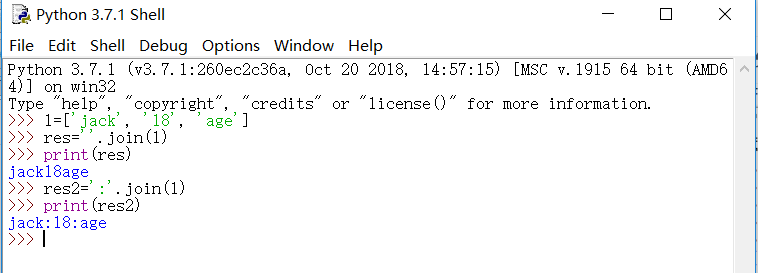 Python 3.7.1 Shell
File Edit Shell Debug Options Window Help
Python 3.7.1 (v3.7.1:260ec2c36a, Oct 20 2018, 14:57:15) [MSC v.1915 64 bit (AMD6
4)] on win32
Type "help", "copyright", "credits" or "license()" for more information.
>>> l=['jack', '18', 'age']
>>> res=''.join(l)
>>> print(res)
jack18age
>>> res2=':'.join(l)
>>> print(res2)
jack:18:age
>>>